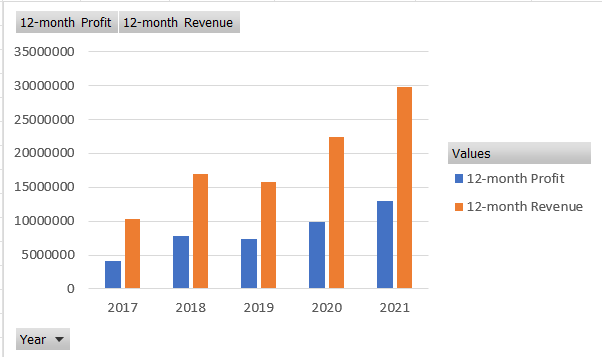 12-month Profit 12-month Revenue
35000000
30000000
25000000
20000000
15000000
10000000
5000000
0
2017 2018 2019 2020 2021
Values
12-month Profit
12-month Revenue
Year